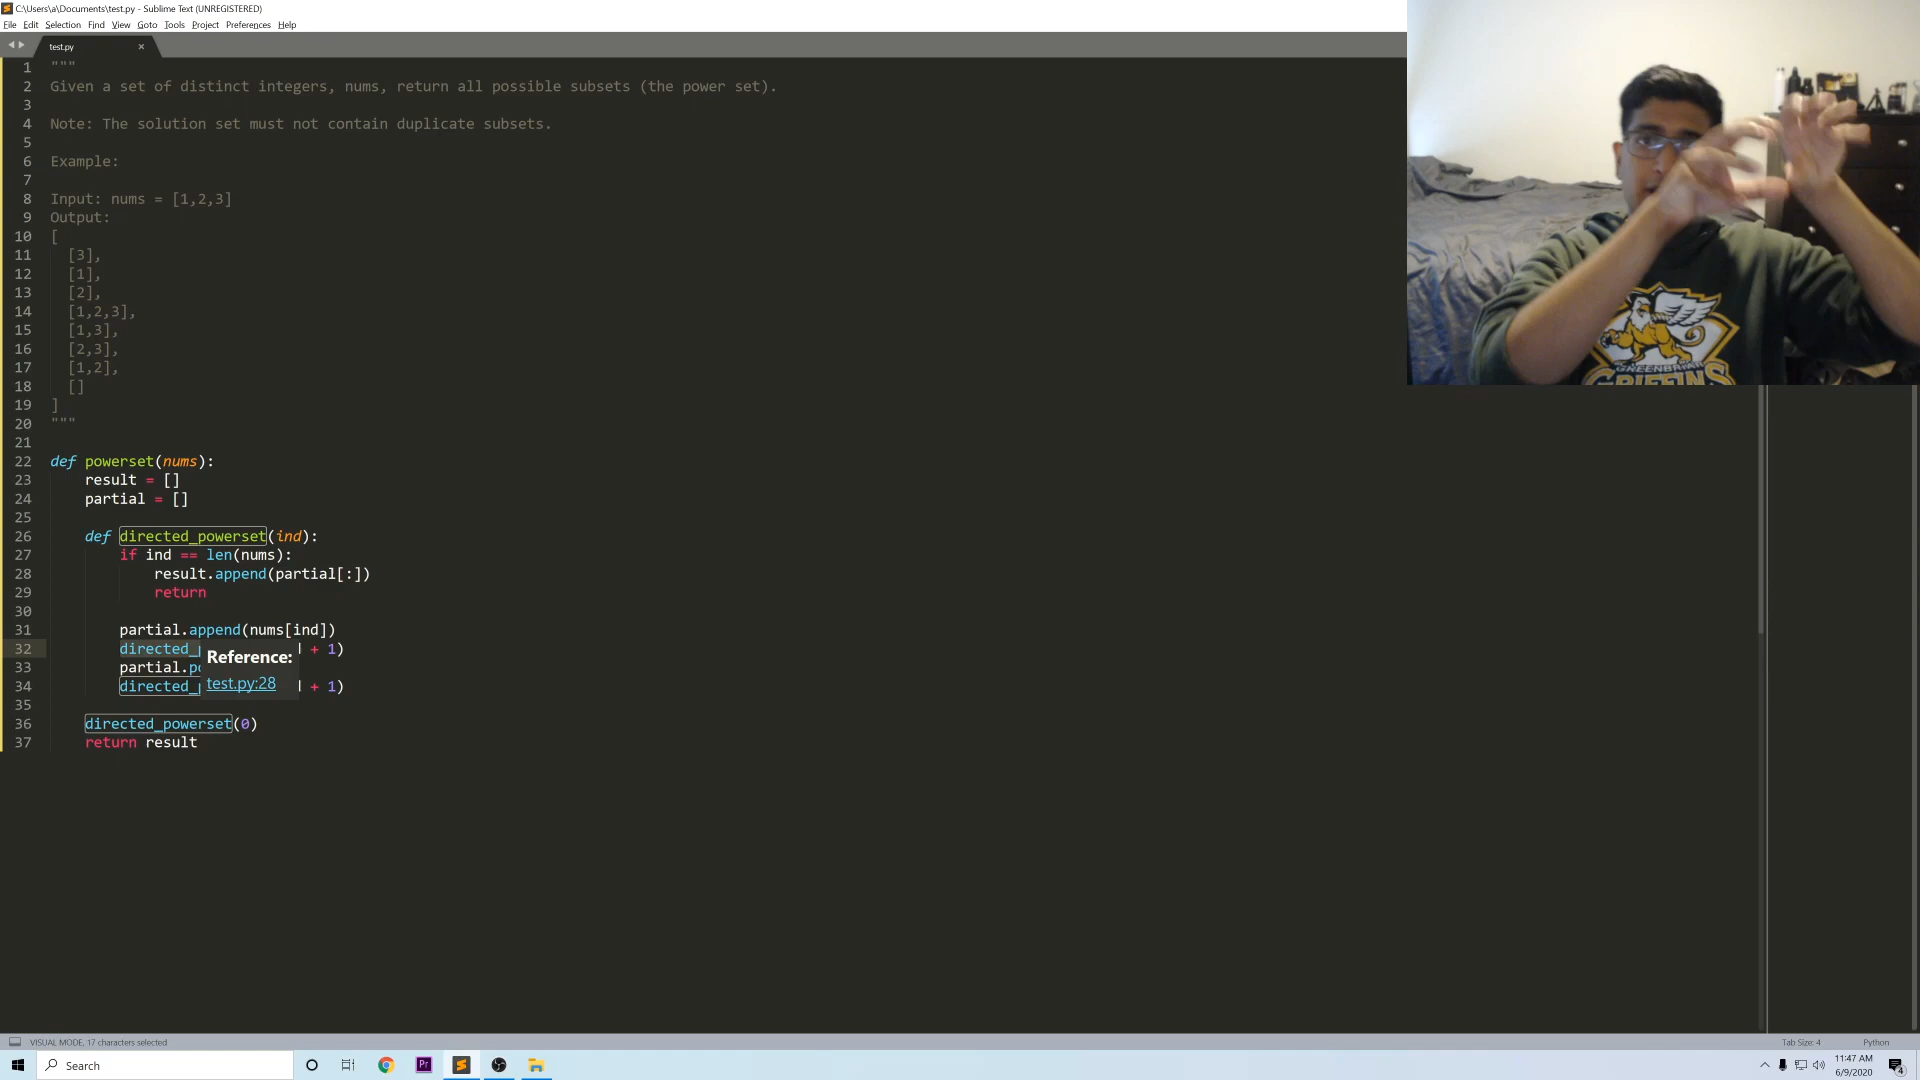 C:\Users\a\Documents\test.py - Sublime Text (UNREGISTERED)
File Edit Selection Find View Goto Tools Project Preferences Help
test.py
1 """
2 Given a set of distinct integers, nums, return all possible subsets (the power set).
3
4 Note: The solution set must not contain duplicate subsets.
5
6 Example:
7
8 Input: nums = [1,2,3]
9 Output:
10 [
11 [3],
12 [1],
13 [2],
14 [1,2,3],
15 [1,3],
16 [2,3],
17 [1,2],
18 []
19 ]
20 """
21
22 def powerset(nums):
23 result = []
24 partial = []
25
26 def directed_powerset(ind):
27 if ind == len(nums):
28 result.append(partial[:])
29 return
30
31 partial.append(nums[ind])
32 directed_ + 1)
33 partial.
34 directed_ + 1)
35
36 directed_powerset(0)
37 return result
Reference:
test.py:28
GREENBRIAR
GRIFFINS
VISUAL MODE, 17 characters selected
Tab Size: 4
Python
Search
Pr
11:47 AM
6/9/2020
4